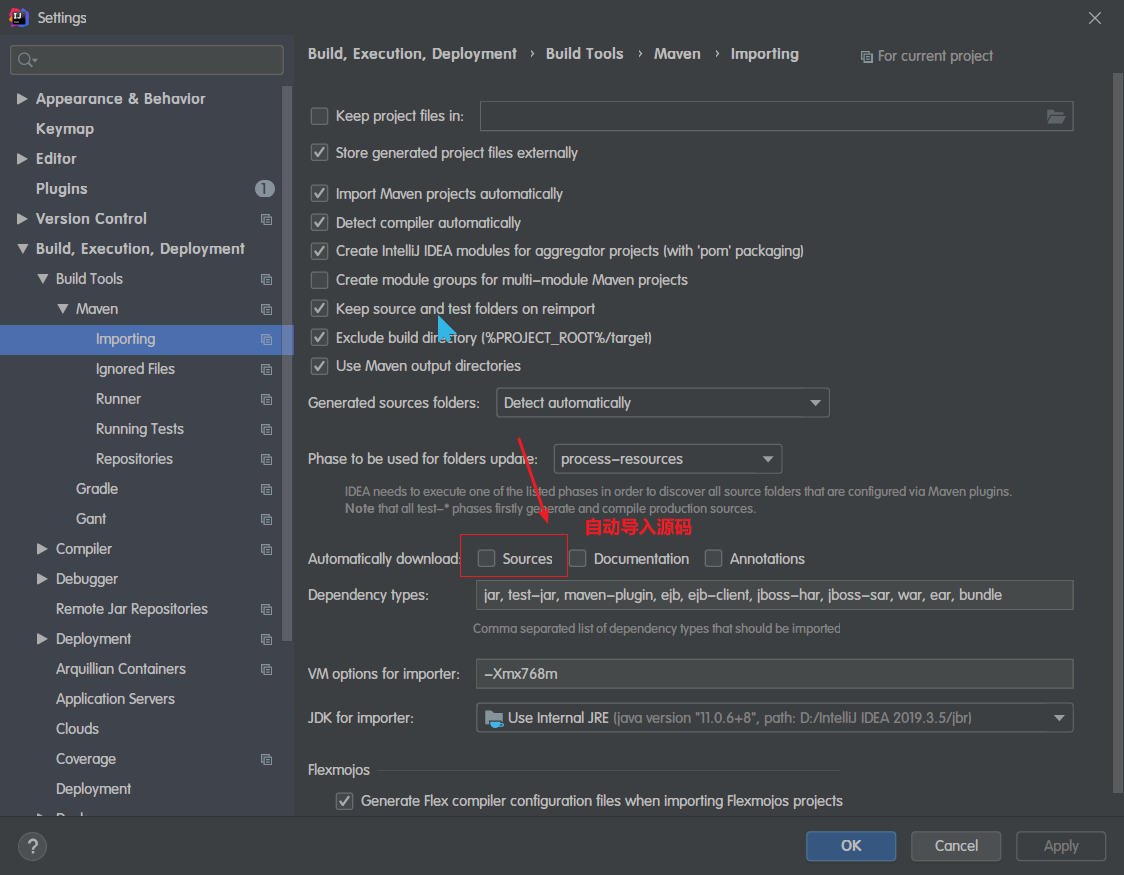 Settings
Build, Execution, Deployment › Build Tools › Maven › Importing
For current project
Appearance & Behavior
Keymap
Editor
Plugins
1
Version Control
Build, Execution, Deployment
Build Tools
Maven
Importing
Ignored Files
Runner
Running Tests
Repositories
Gradle
Gant
Compiler
Debugger
Remote Jar Repositories
Deployment
Arquillian Containers
Application Servers
Clouds
Coverage
Deployment
Keep project files in:
Store generated project files externally
Import Maven projects automatically
Detect compiler automatically
Create IntelliJ IDEA modules for aggregator projects (with 'pom' packaging)
Create module groups for multi-module Maven projects
Keep source and test folders on reimport
Exclude build directory (%PROJECT_ROOT%/target)
Use Maven output directories
Generated sources folders: Detect automatically
Phase to be used for folders update: process-resources
IDEA needs to execute one of the listed phases in order to discover all source folders that are configured via Maven plugins.
Note that all test-* phases firstly generate and compile production sources.
自动导入源码
Automatically download: Sources Documentation Annotations
Dependency types: jar, test-jar, maven-plugin, ejb, ejb-client, jboss-har, jboss-sar, war, ear, bundle
Comma separated list of dependency types that should be imported
VM options for importer: -Xmx768m
JDK for importer: Use Internal JRE (java version "11.0.6+8", path: D:/IntelliJ IDEA 2019.3.5/jbr)
Flexmojos
Generate Flex compiler configuration files when importing Flexmojos projects
?
OK
Cancel
Apply